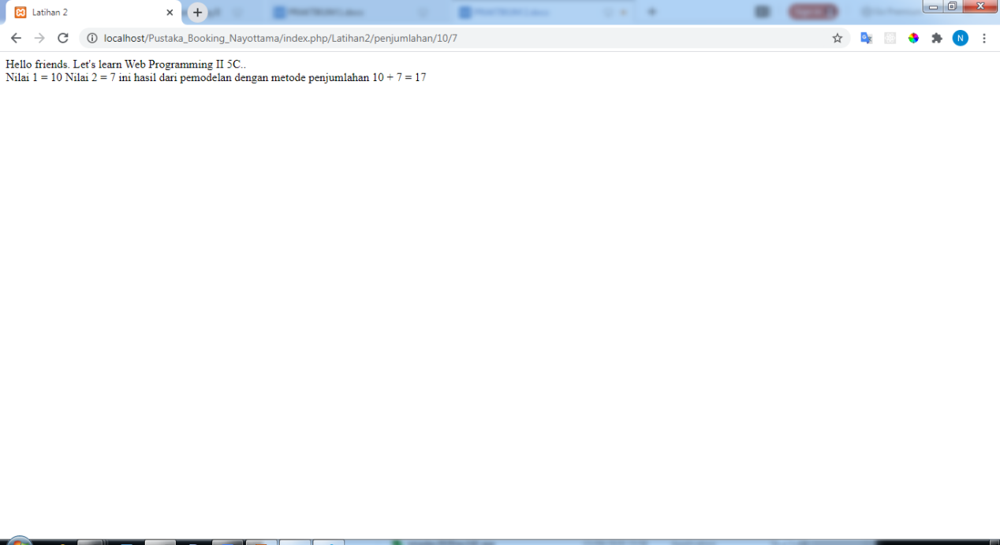 Latihan 2
localhost/Pustaka_Booking_Nayottama/index.php/Latihan2/penjumlahan/10/7
N
Hello friends. Let's learn Web Programming II 5C..
Nilai 1 = 10 Nilai 2 = 7 ini hasil dari pemodelan dengan metode penjumlahan 10 + 7 = 17